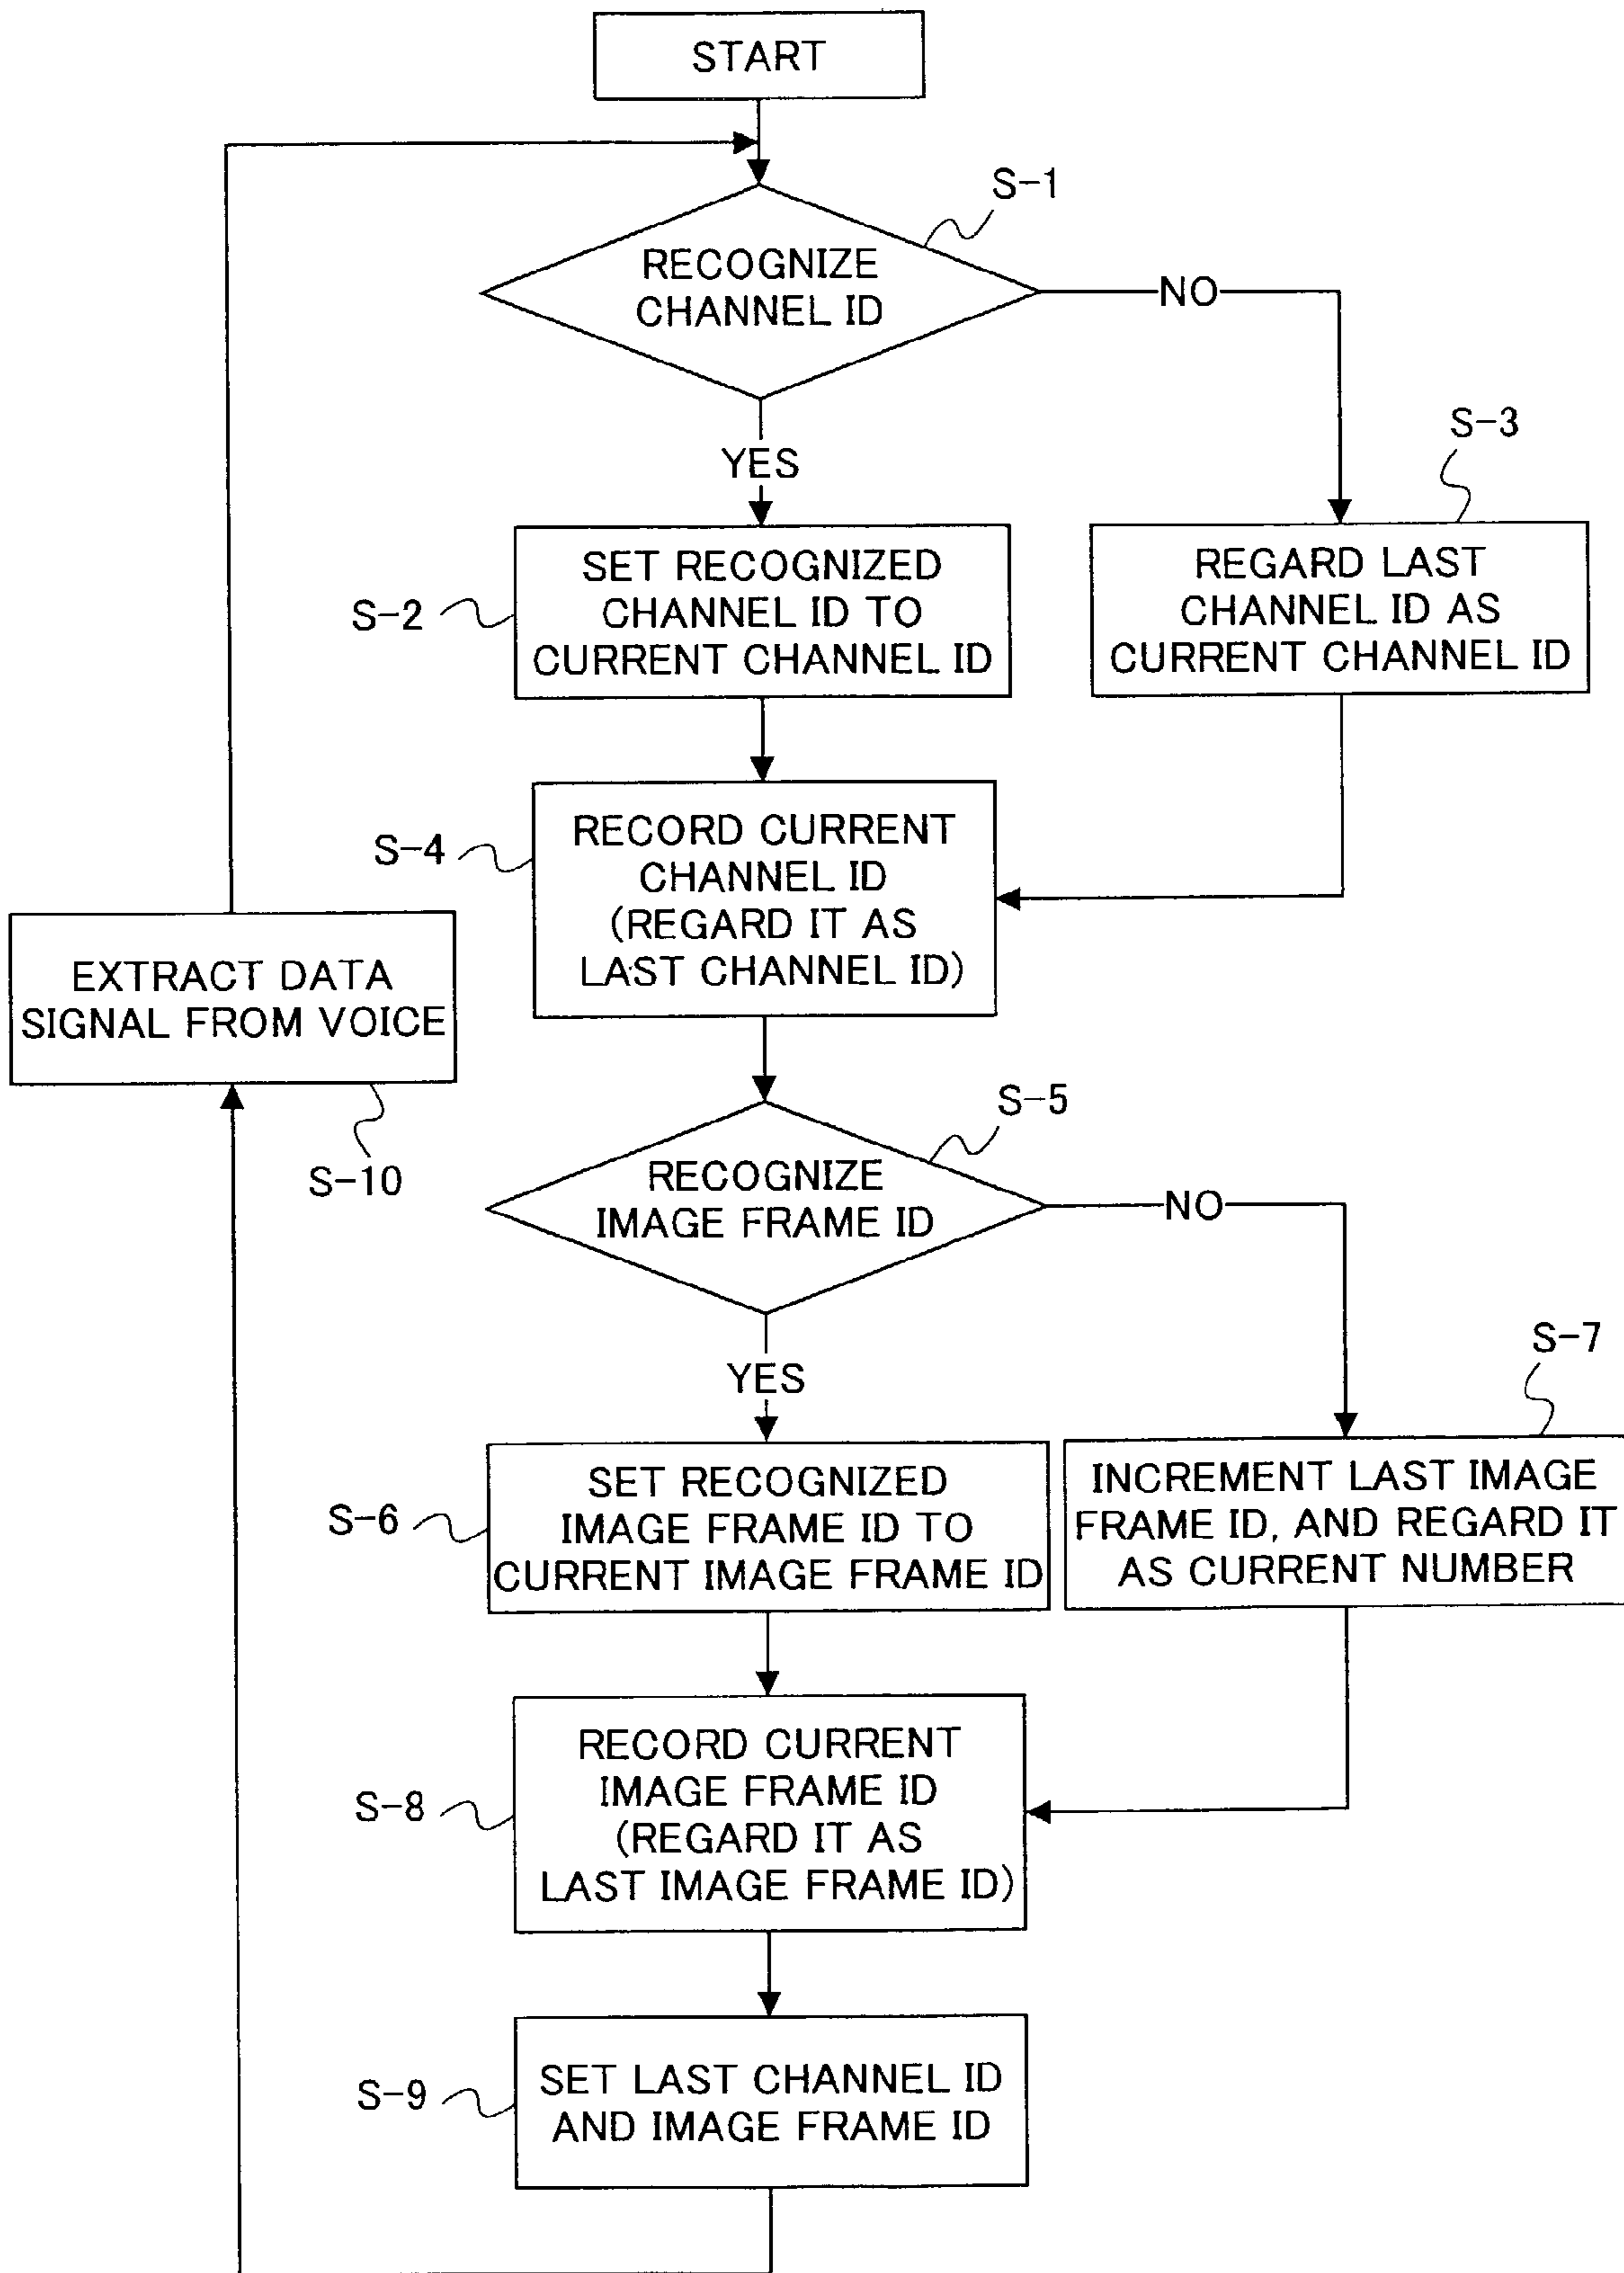 START
S-1
RECOGNIZE
CHANNEL ID
NO
YES
S-3
S-2
SET RECOGNIZED
CHANNEL ID TO
CURRENT CHANNEL ID
REGARD LAST
CHANNEL ID AS
CURRENT CHANNEL ID
S-4
RECORD CURRENT
CHANNEL ID
(REGARD IT AS
LAST CHANNEL ID)
EXTRACT DATA
SIGNAL FROM VOICE
S-10
S-5
RECOGNIZE
IMAGE FRAME ID
NO
YES
S-7
S-6
SET RECOGNIZED
IMAGE FRAME ID TO
CURRENT IMAGE FRAME ID
INCREMENT LAST IMAGE
FRAME ID, AND REGARD IT
AS CURRENT NUMBER
S-8
RECORD CURRENT
IMAGE FRAME ID
(REGARD IT AS
LAST IMAGE FRAME ID)
S-9
SET LAST CHANNEL ID
AND IMAGE FRAME ID